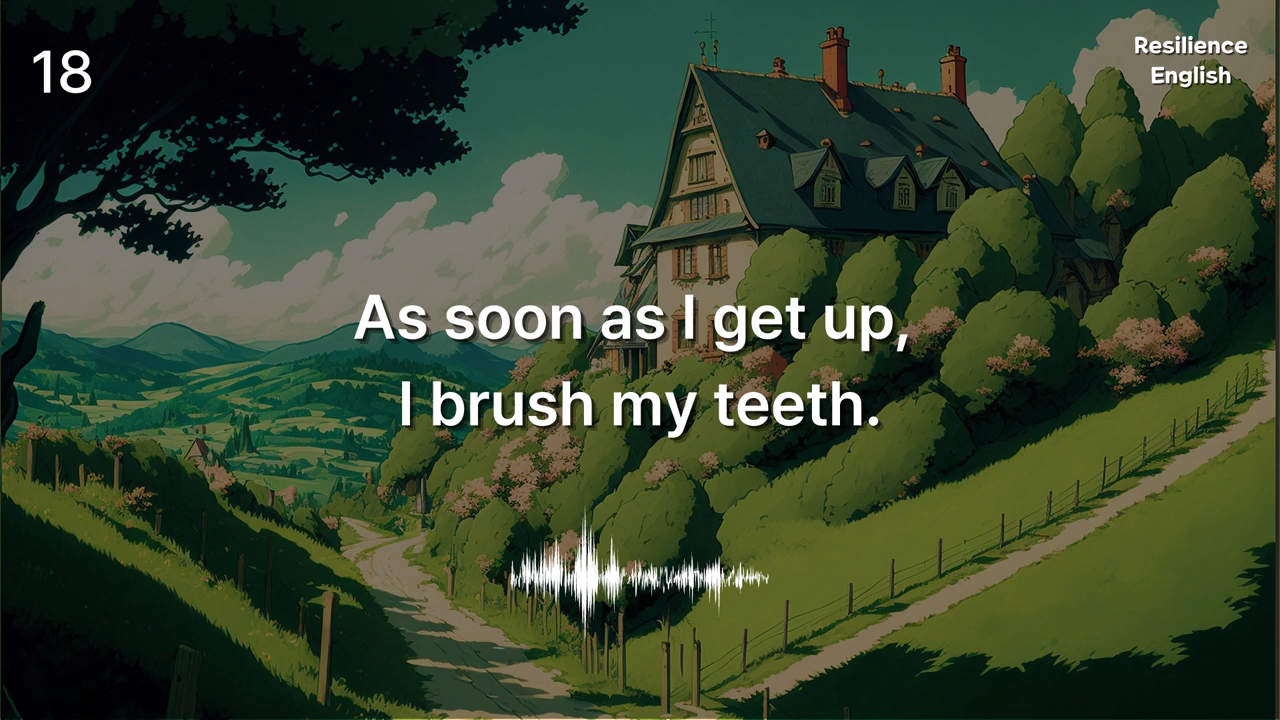 18
Resilience
English
As soon as I get up,
I brush my teeth.